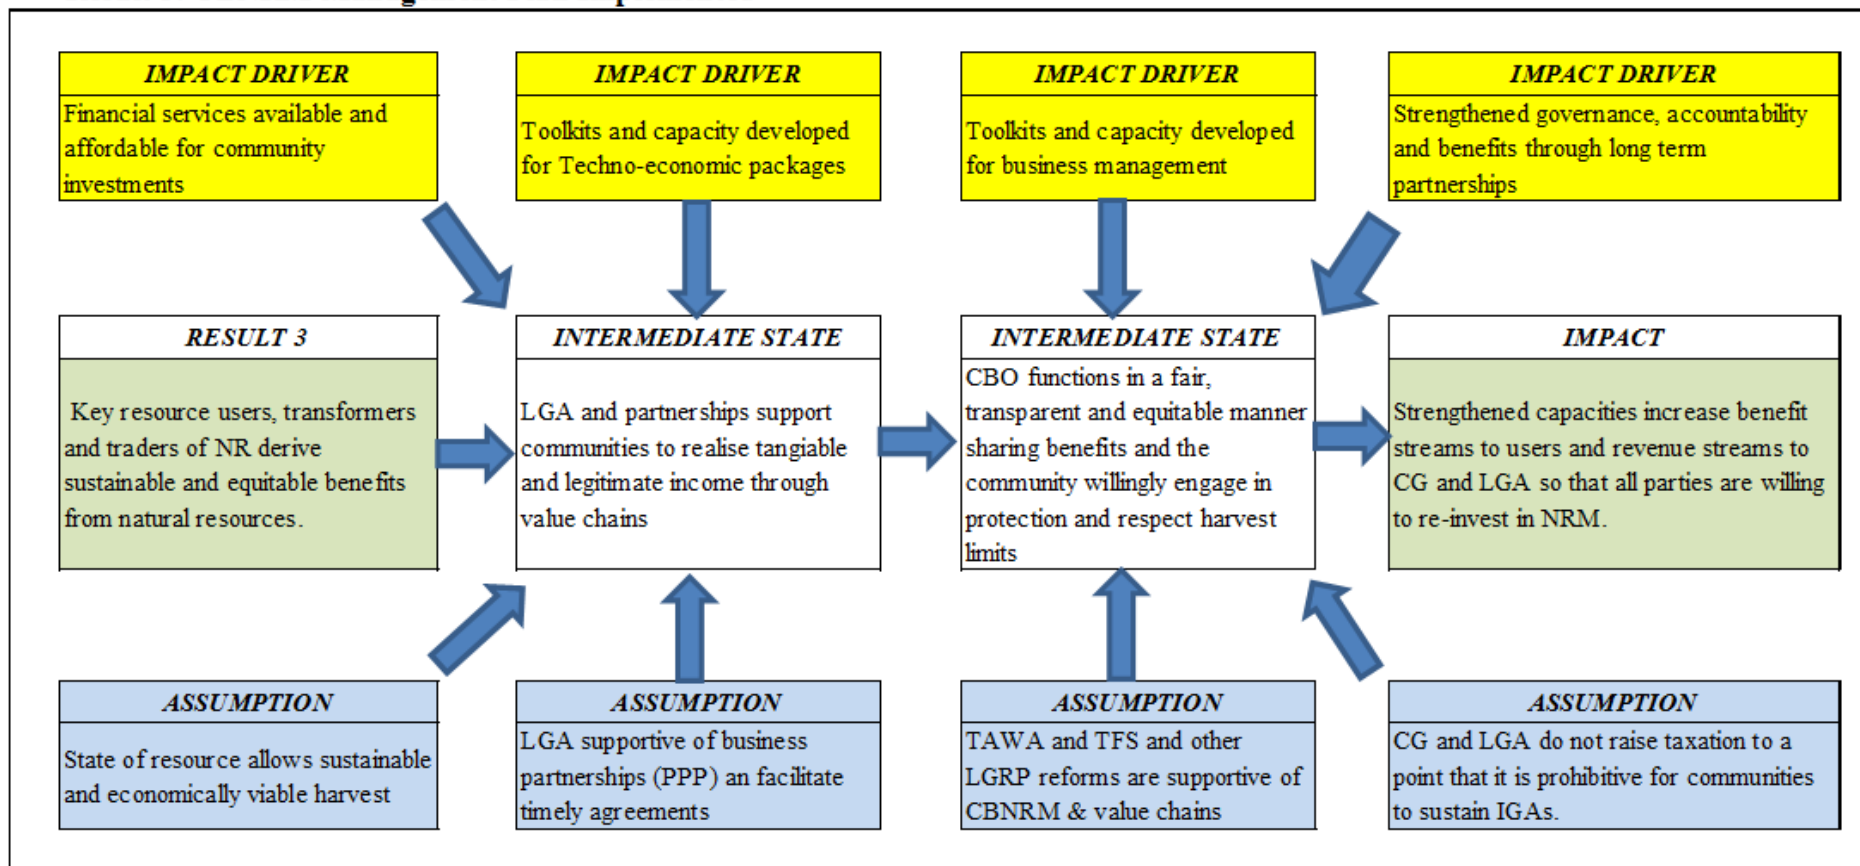 IMPACT DRIVER
Financial services available and
affordable for community
investments
IMPACT DRIVER
Toolkits and capacity developed
for Techno-economic packages
IMPACT DRIVER
Toolkits and capacity developed
for business management
IMPACT DRIVER
Strengthened governance, accountability
and benefits through long term
partnerships
RESULT 3
Key resource users, transformers
and traders of NR derive
sustainable and equitable benefits
from natural resources.
INTERMEDIATE STATE
LGA and partnerships support
communities to realise tangiable
and legitimate income through
value chains
INTERMEDIATE STATE
CBO functions in a fair,
transparent and equitable manner
sharing benefits and the
community willingly engage in
protection and respect harvest
limits
IMPACT
Strengthened capacities increase benefit
streams to users and revenue streams to
CG and LGA so that all parties are willing
to re-invest in NRM.
ASSUMPTION
State of resource allows sustainable
and economically viable harvest
ASSUMPTION
LGA supportive of business
partnerships (PPP) an facilitate
timely agreements
ASSUMPTION
TAWA and TFS and other
LGRP reforms are supportive of
CBNRM & value chains
ASSUMPTION
CG and LGA do not raise taxation to a
point that it is prohibitive for communities
to sustain IGAs.